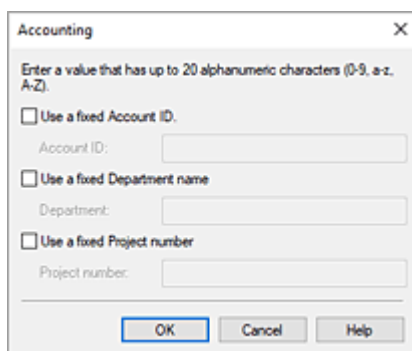 Accounting
Enter a value that has up to 20 alphanumeric characters (0-9, a-z,
A-Z).
Use a fixed Account ID.
Account ID:
Use a fixed Department name
Department:
Use a fixed Project number
Project number:
OK Cancel Help